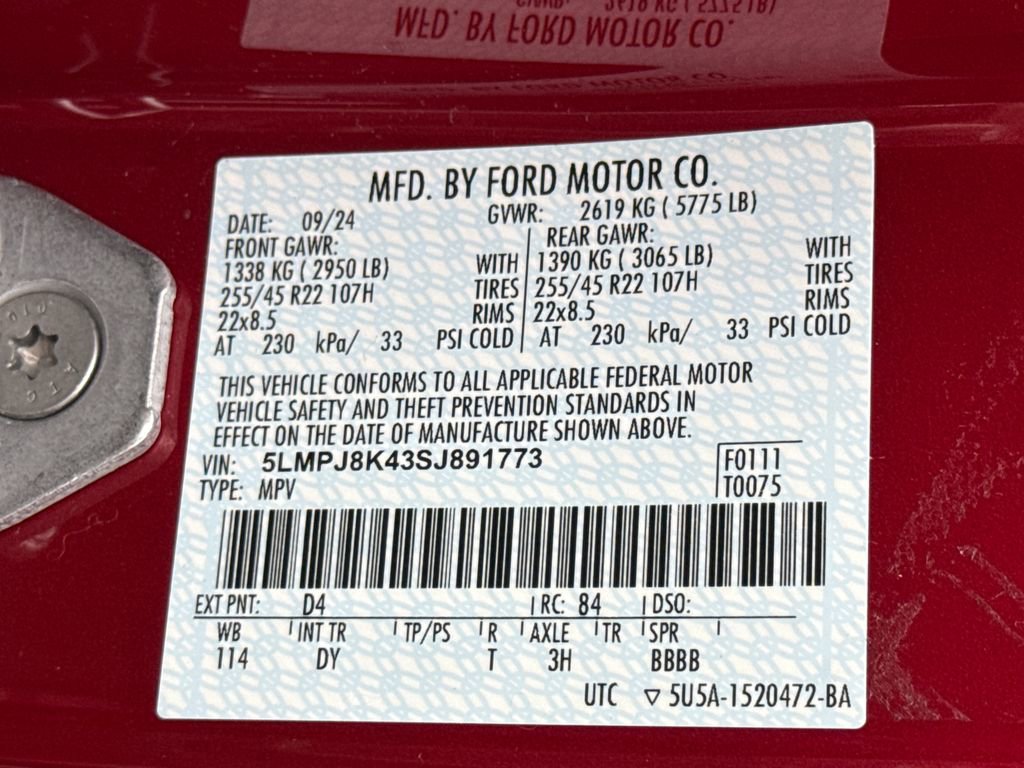 MFD. BY FORD MOTOR CO.
MFD. BY FORD MOTOR CO.
DATE: 09/24 GVWR: 2619 KG ( 5775 LB)
FRONT GAWR: REAR GAWR:
1338 KG ( 2950 LB) WITH 1390 KG ( 3065 LB) WITH
255/45 R22 107H TIRES 255/45 R22 107H TIRES
22x8.5 RIMS 22x8.5 RIMS
AT 230 kPa/ 33 PSI COLD AT 230 kPa/ 33 PSI COLD
THIS VEHICLE CONFORMS TO ALL APPLICABLE FEDERAL MOTOR
VEHICLE SAFETY AND THEFT PREVENTION STANDARDS IN
EFFECT ON THE DATE OF MANUFACTURE SHOWN ABOVE.
VIN: 5LMPJ8K43SJ891773 F0111
TYPE: MPV T0075
EXT PNT: D4 RC: 84 DSO:
WB INT TR TP/PS R AXLE TR SPR
114 DY T 3H BBBB
UTC ▽ 5U5A-1520472-BA